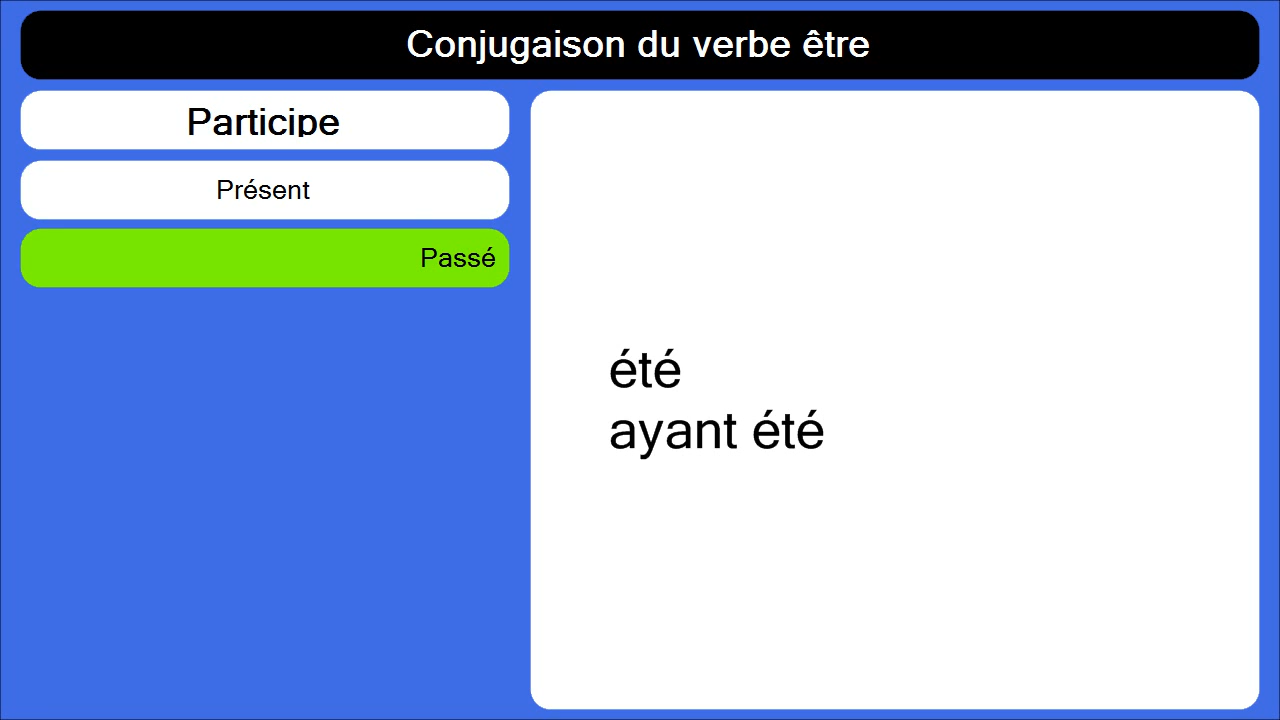 Conjugaison du verbe être
Participe
Présent
Passé
été
ayant été